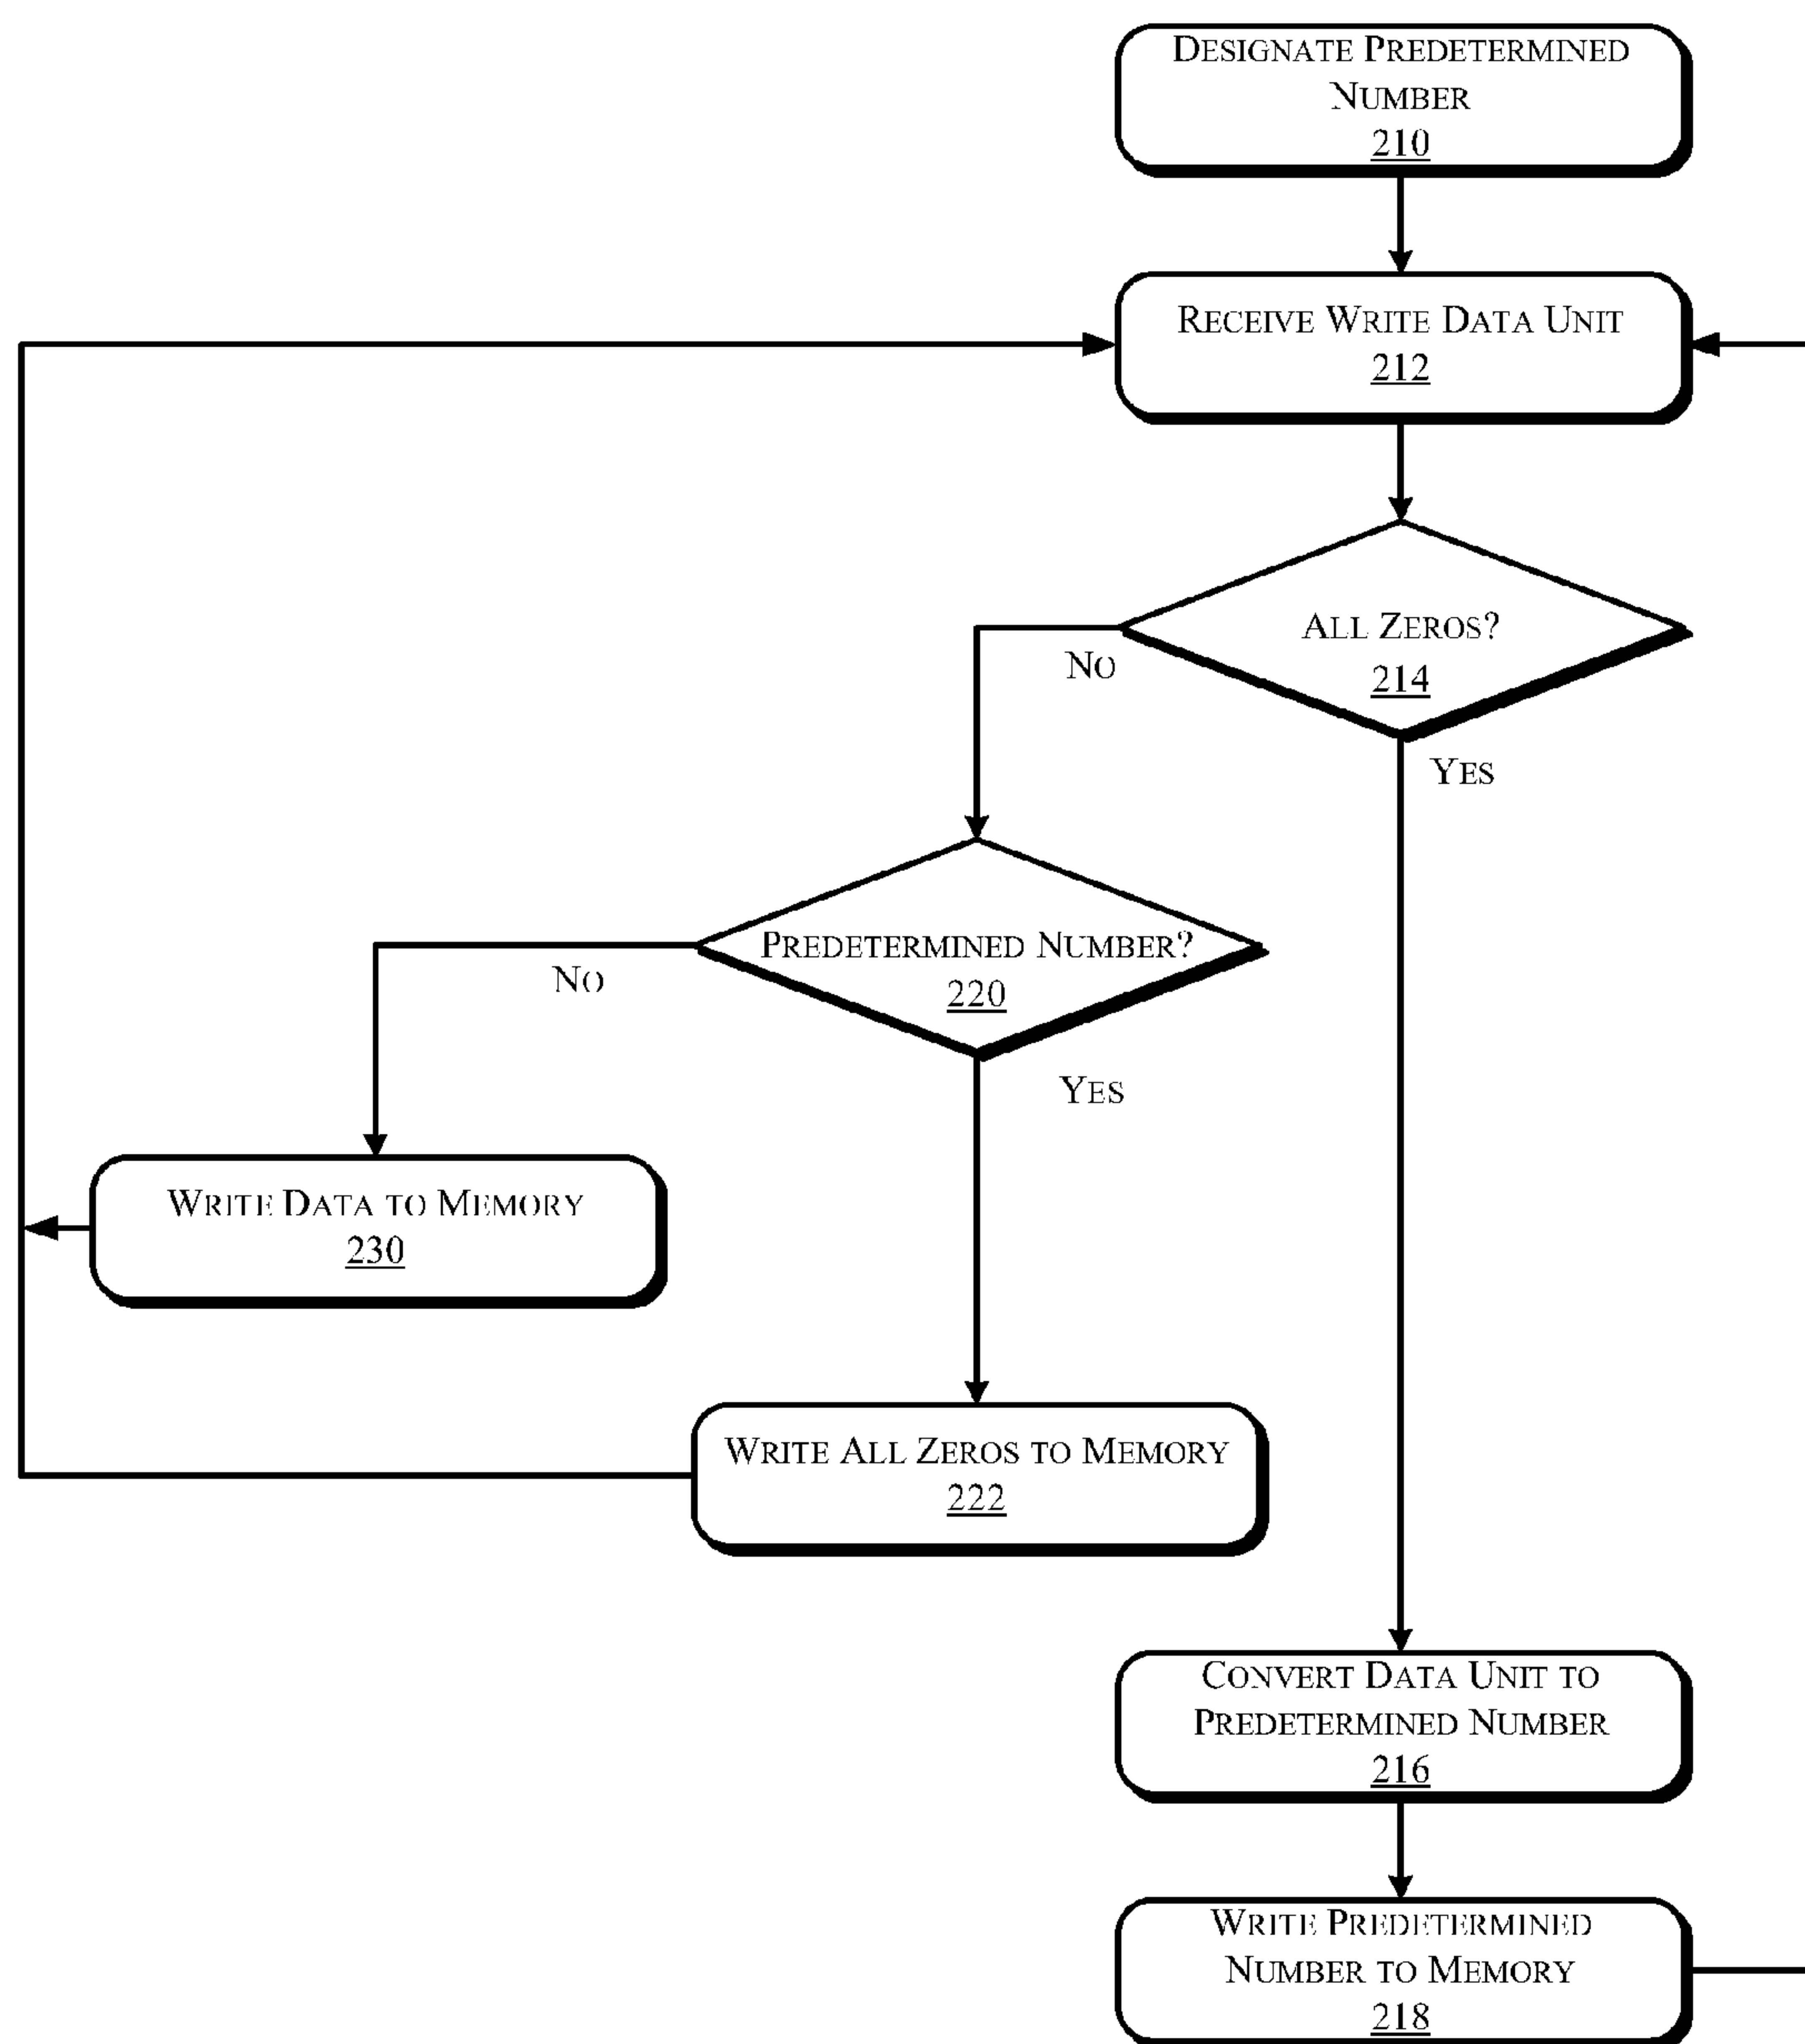 DESIGNATE PREDETERMINED
NUMBER
210
RECEIVE WRITE DATA UNIT
212
ALL ZEROS?
214
NO
YES
PREDETERMINED NUMBER?
220
NO
YES
WRITE DATA TO MEMORY
230
WRITE ALL ZEROS TO MEMORY
222
CONVERT DATA UNIT TO
PREDETERMINED NUMBER
216
WRITE PREDETERMINED
NUMBER TO MEMORY
218